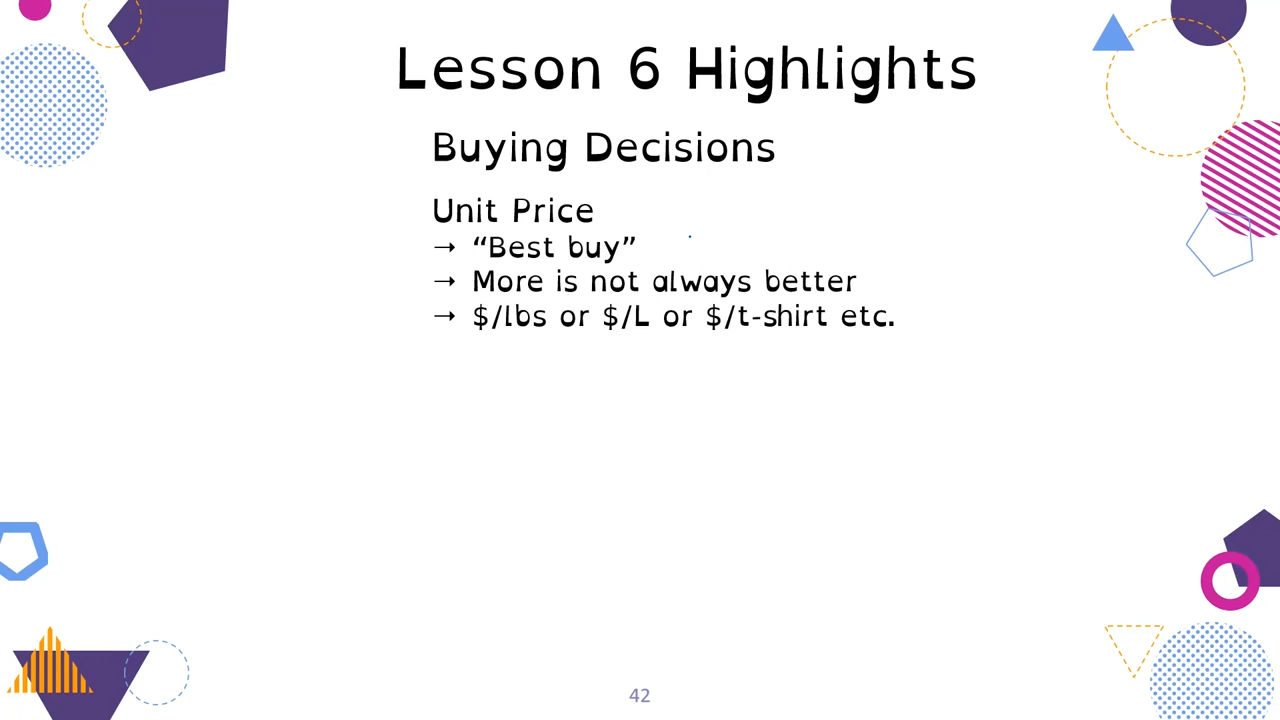 Lesson 6 Highlights
Buying Decisions
Unit Price
→ “Best buy”
→ More is not always better
→ $/lbs or $/L or $/t-shirt etc.
42